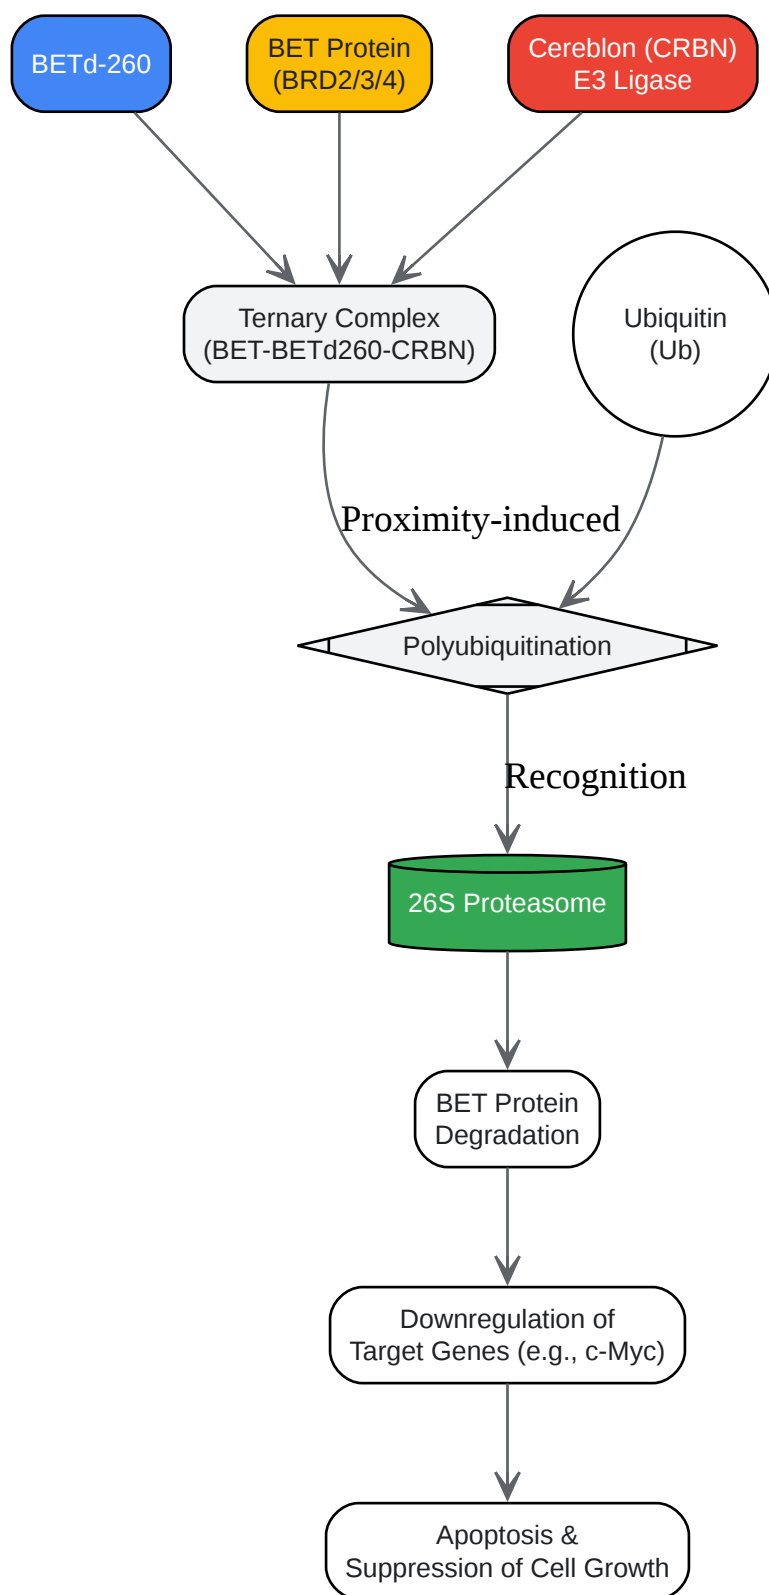 BETd-260
BET Protein
(BRD2/3/4)
Cereblon (CRBN)
E3 Ligase
Ternary Complex
(BET-BETd260-CRBN)
Ubiquitin
(Ub)
Proximity-induced
Polyubiquitination
Recognition
26S Proteasome
BET Protein
Degradation
Downregulation of
Target Genes (e.g., c-Myc)
Apoptosis &
Suppression of Cell Growth